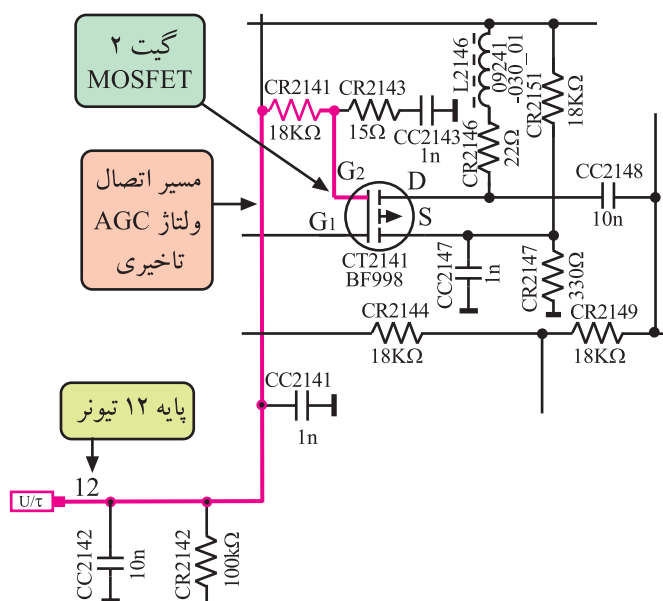 گیت ۲
MOSFET
CR2141
18KΩ
CR2143
15Ω
CC2143
1n
L2146
09241
-030_01
CR2151
18KΩ
CR2146
22Ω
مسیر اتصال
ولتاژ AGC
تاخیری
G2
D
G1
S
CC2148
10n
CT2141
BF998
CC2147
1n
CR2147
330Ω
CR2144
18KΩ
CR2149
18KΩ
CC2141
1n
پایه ۱۲ تیونر
12
U/τ
CC2142
10n
CR2142
100kΩ